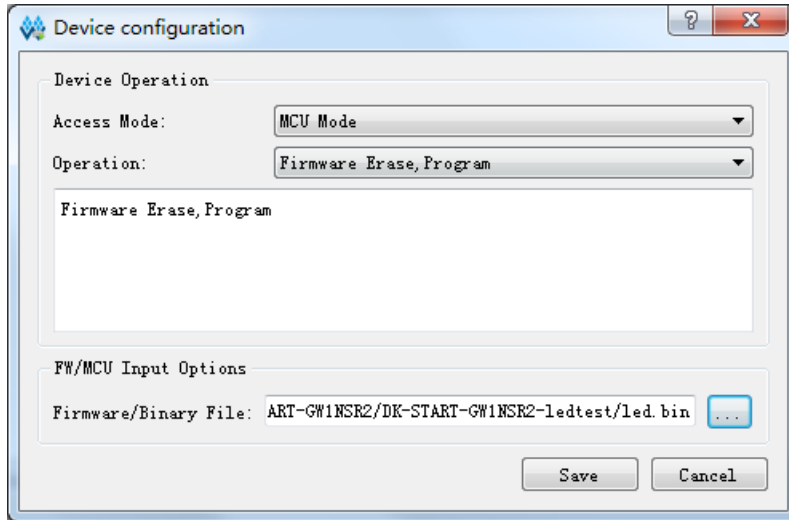 Device configuration
Device Operation
Access Mode: MCU Mode
Operation: Firmware Erase,Program
Firmware Erase,Program
FW/MCU Input Options
Firmware/Binary File: ART-GW1NSR2/DK-START-GW1NSR2-ledtest/led.bin ...
Save Cancel